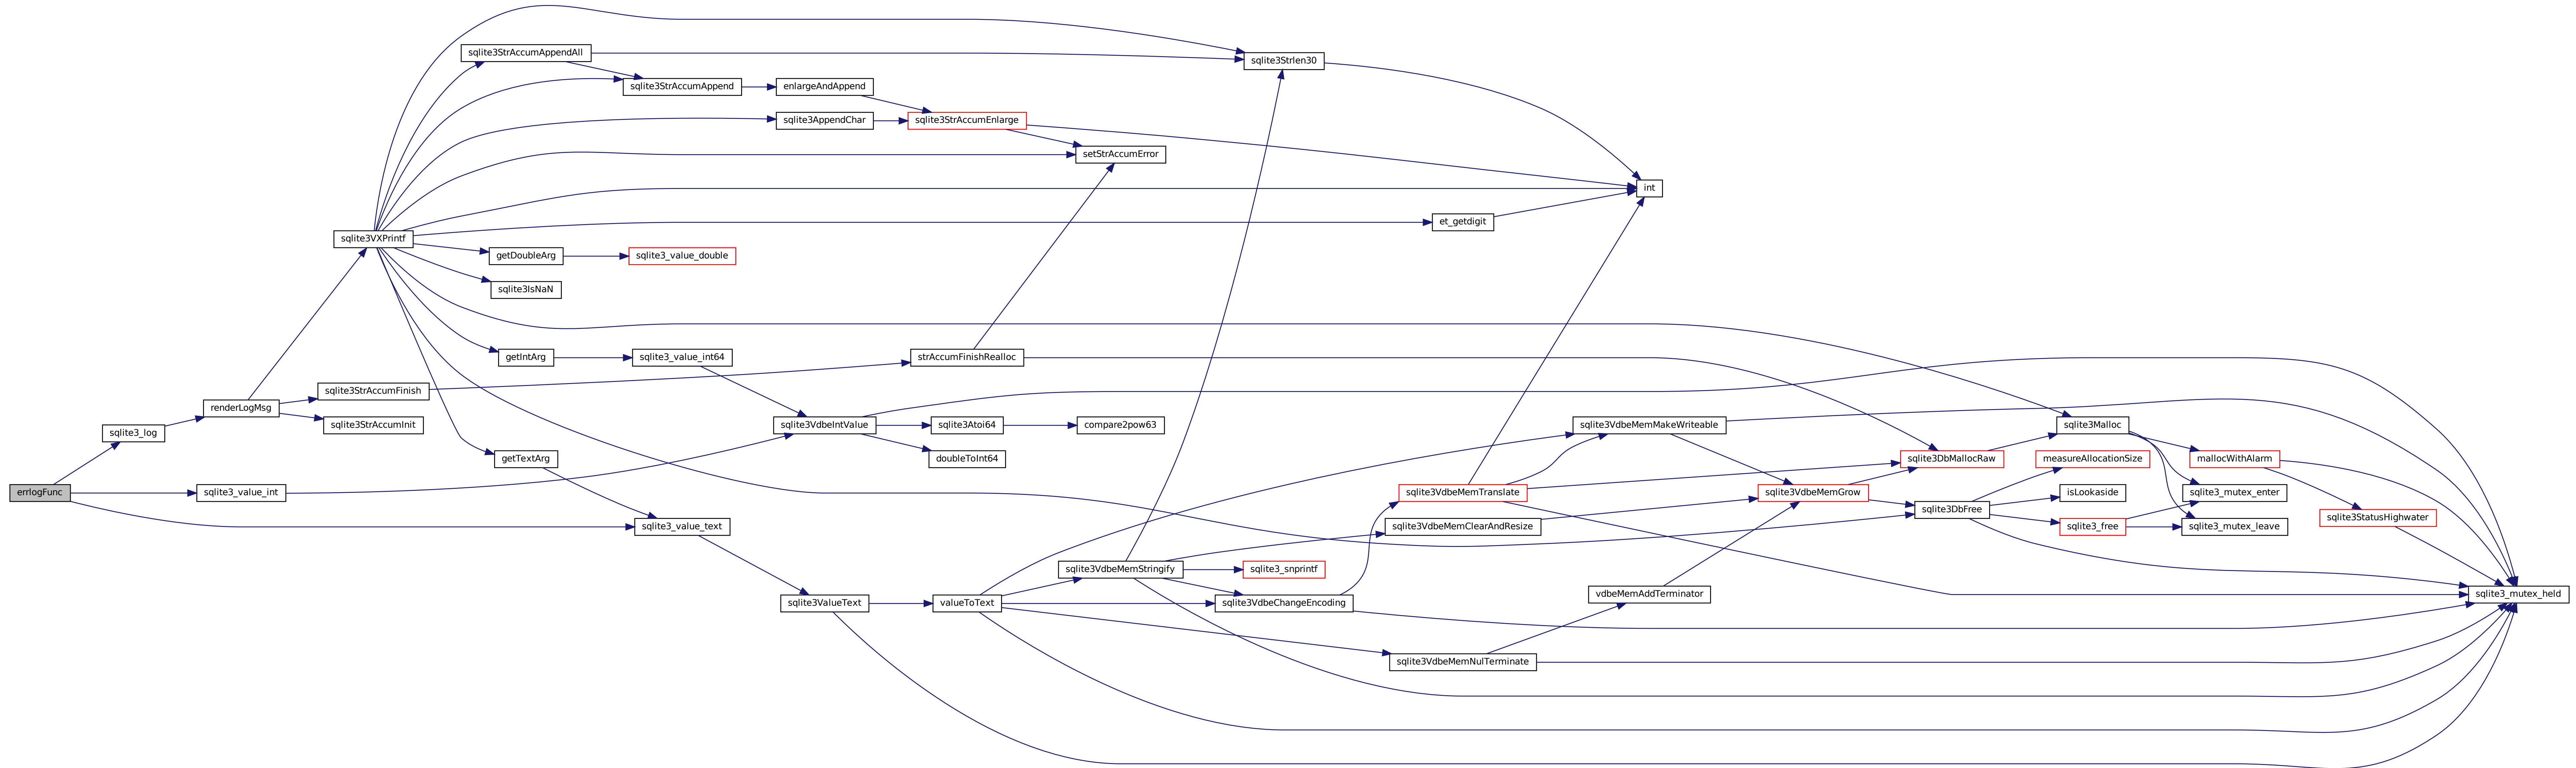 sqlite3StrAccumAppendAll
sqlite3Strlen30
sqlite3StrAccumAppend
enlargeAndAppend
sqlite3AppendChar
sqlite3StrAccumEnlarge
setStrAccumError
int
et_getdigit
sqlite3VXPrintf
getDoubleArg
sqlite3_value_double
sqlite3IsNaN
getIntArg
sqlite3_value_int64
strAccumFinishRealloc
sqlite3StrAccumFinish
renderLogMsg
sqlite3StrAccumInit
sqlite3_log
sqlite3VdbeIntValue
sqlite3Atoi64
compare2pow63
sqlite3VdbeMemMakeWriteable
sqlite3Malloc
getTextArg
doubleToInt64
sqlite3DbMallocRaw
measureAllocationSize
mallocWithAlarm
errlogFunc
sqlite3_value_int
sqlite3VdbeMemTranslate
sqlite3VdbeMemGrow
isLookaside
sqlite3_mutex_enter
sqlite3DbFree
sqlite3StatusHighwater
sqlite3_value_text
sqlite3VdbeMemClearAndResize
sqlite3_free
sqlite3_mutex_leave
sqlite3VdbeMemStringify
sqlite3_snprintf
vdbeMemAddTerminator
sqlite3_mutex_held
sqlite3ValueText
valueToText
sqlite3VdbeChangeEncoding
sqlite3VdbeMemNulTerminate